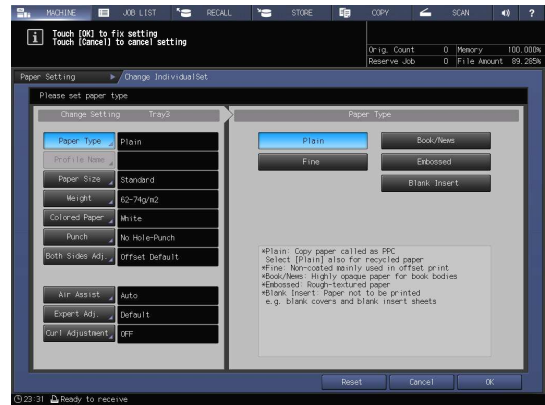 MACHINE JOB LIST RECALL STORE COPY SCAN ?
Touch [OK] to fix setting
Touch [Cancel] to cancel setting
Orig. Count 0 Memory 100.000%
Reserve Job 0 File Amount 89.285%
Paper Setting Change IndividualSet
Please set paper type
Change Setting Tray3
Paper Type
Paper Type Plain
Profile Name
Paper Size Standard
Weight 62-74g/m2
Colored Paper White
Punch No Hole-Punch
Both Sides Adj. Offset Default
Air Assist Auto
Expert Adj. Default
Curl Adjustment OFF
Plain Book/News
Fine Embossed
Blank Insert
*Plain: Copy paper called as PPC
Select [Plain] also for recycled paper
*Fine: Non-coated mainly used in offset print
*Book/News: Highly opaque paper for book bodies
*Embossed: Rough-textured paper
*Blank Insert: Paper not to be printed
e.g. blank covers and blank insert sheets
Reset Cancel OK
23:31 Ready to receive